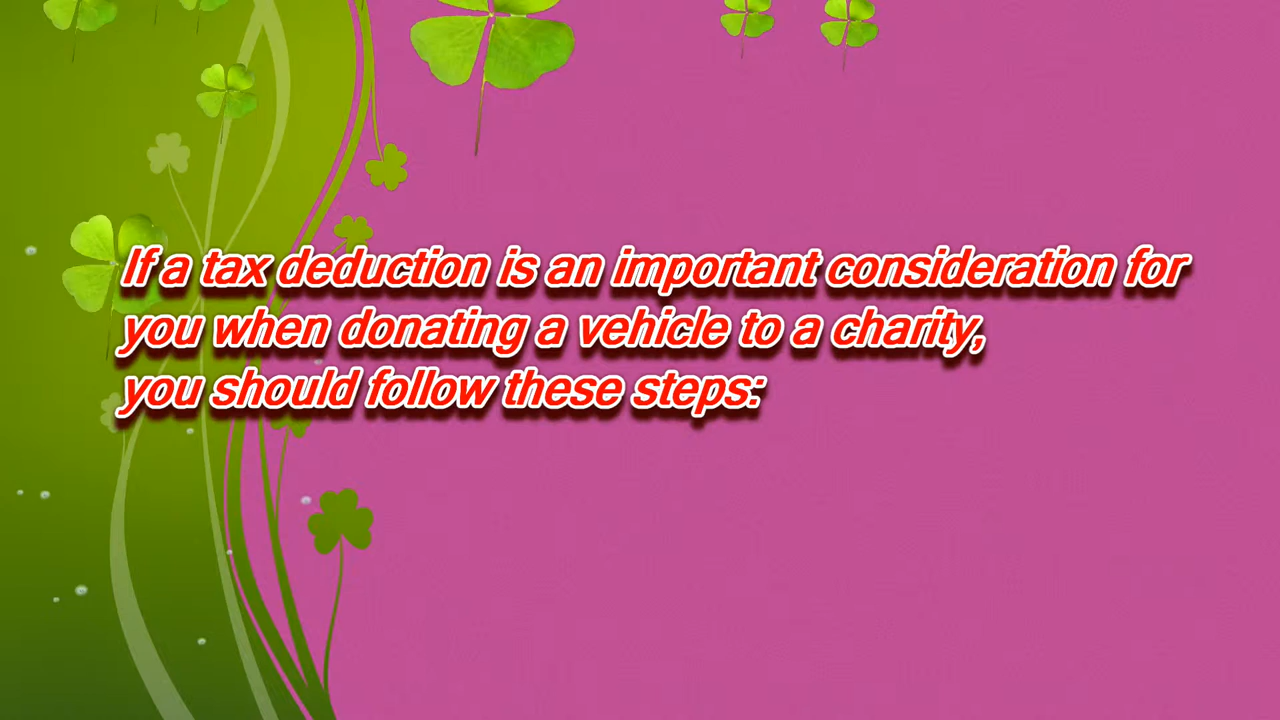 If a tax deduction is an important consideration for
you when donating a vehicle to a charity,
you should follow these steps: